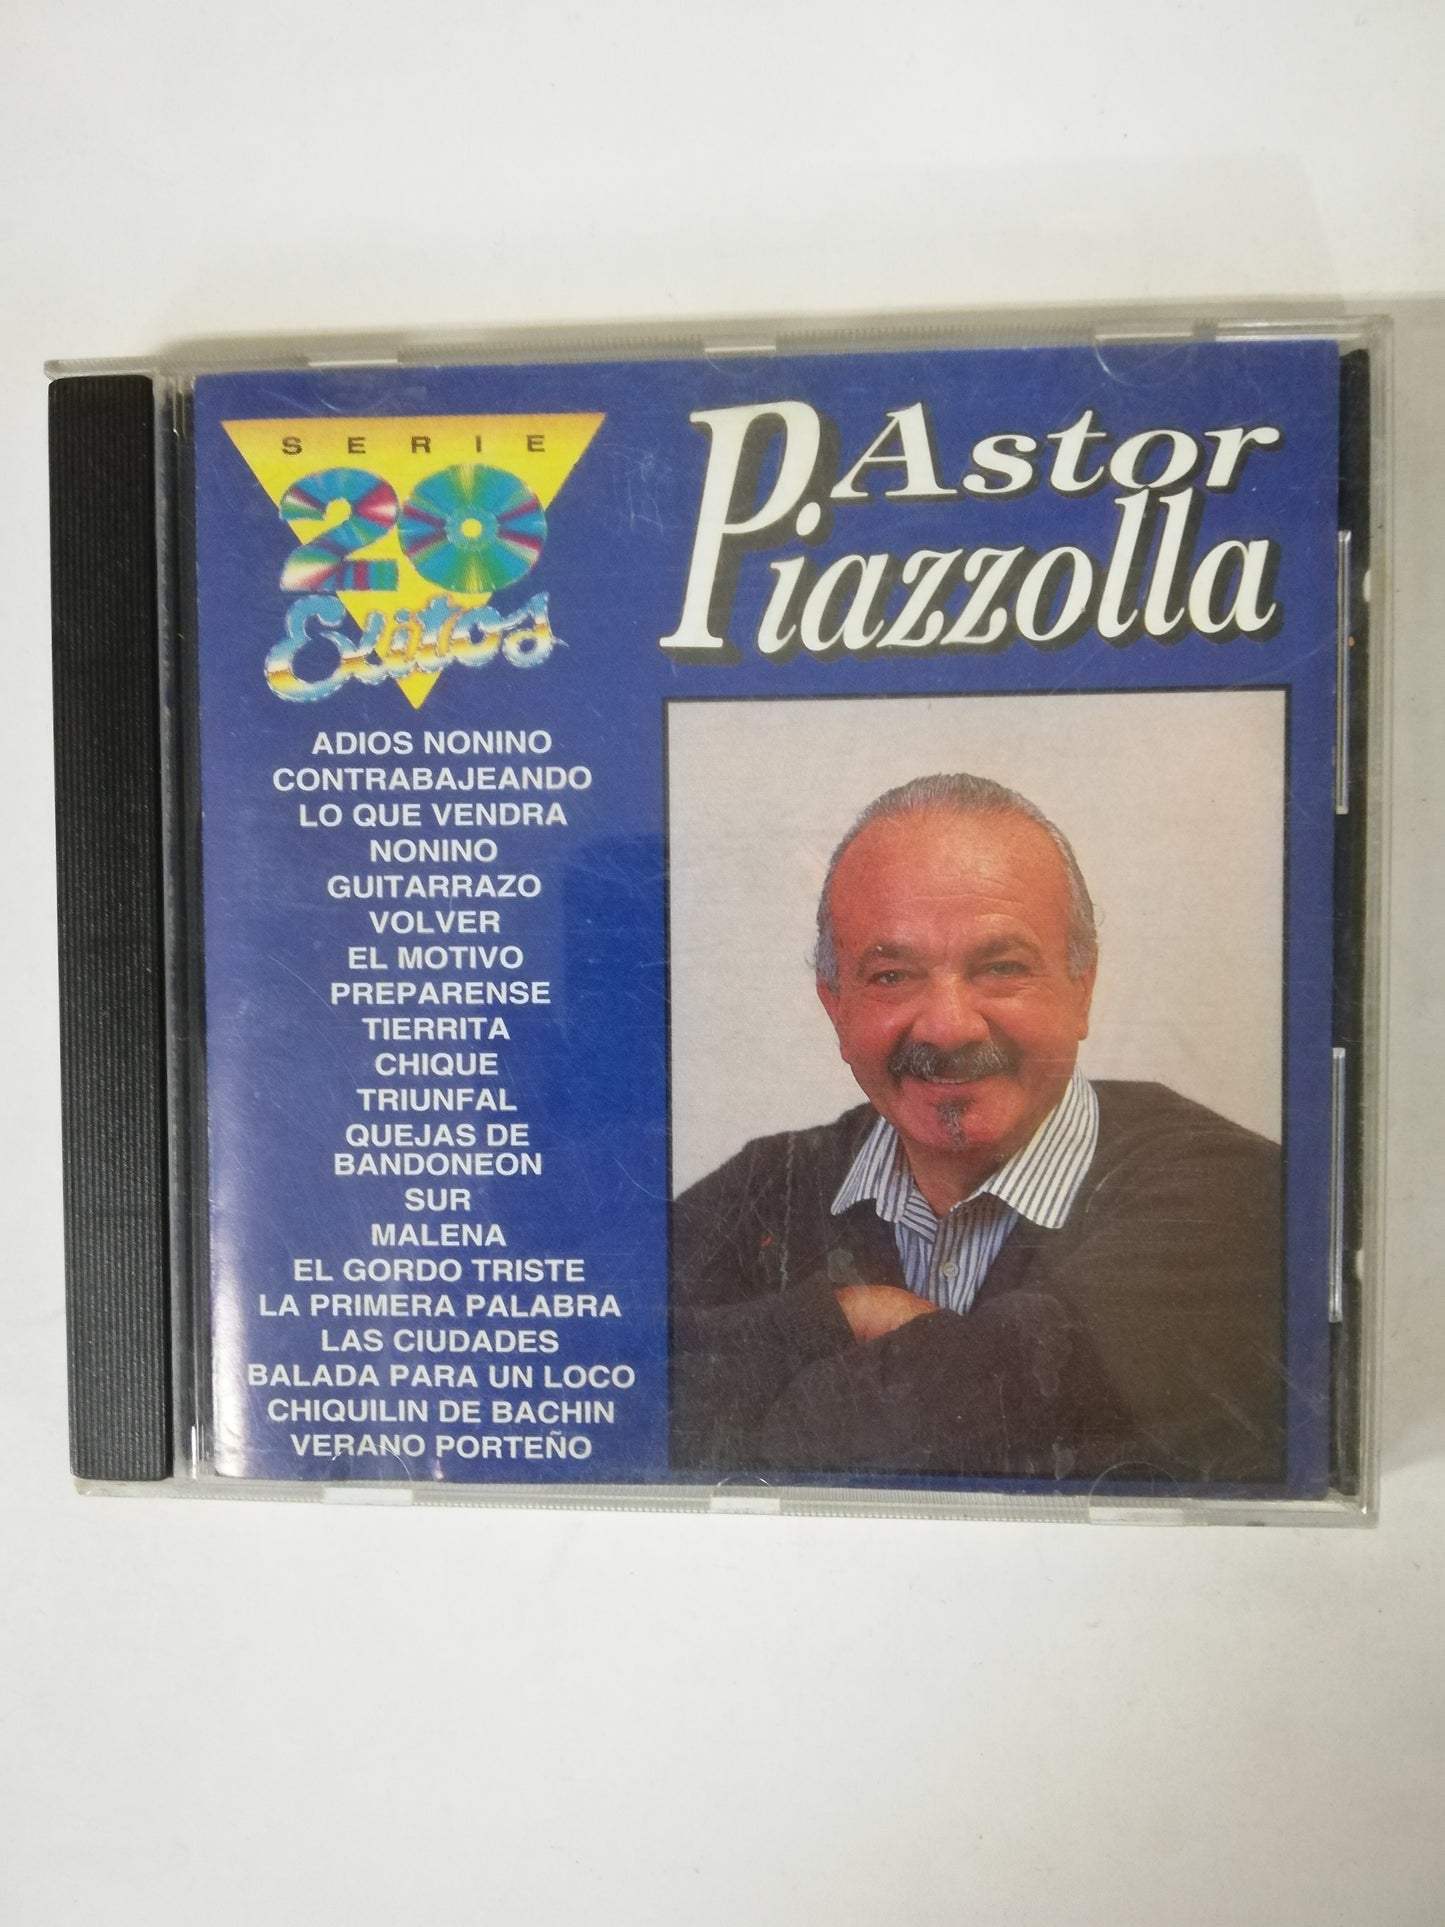 SERIE
20
Exitos
Astor
Piazzolla
ADIOS NONINO
CONTRABAJEANDO
LO QUE VENDRA
NONINO
GUITARRAZO
VOLVER
EL MOTIVO
PREPARENSE
TIERRITA
CHIQUE
TRIUNFAL
QUEJAS DE
BANDONEON
SUR
MALENA
EL GORDO TRISTE
LA PRIMERA PALABRA
LAS CIUDADES
BALADA PARA UN LOCO
CHIQUILIN DE BACHIN
VERANO PORTEÑO